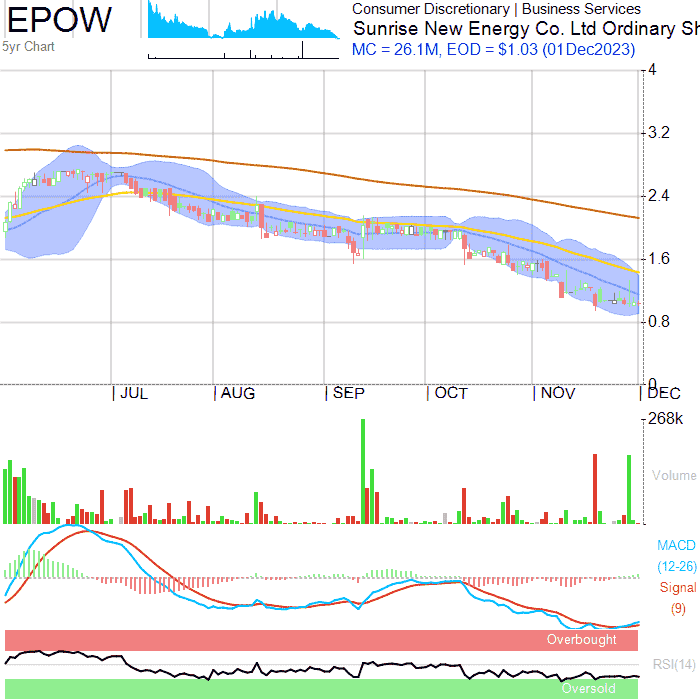 EPOW
5yr Chart
Consumer Discretionary | Business Services
Sunrise New Energy Co. Ltd Ordinary Sh
MC = 26.1M, EOD = $1.03 (01Dec2023)
4
3.2
2.4
1.6
0.8
0
JUL AUG SEP OCT NOV DEC
268k
Volume
MACD
(12-26)
Signal
(9)
Overbought
RSI(14)
Oversold